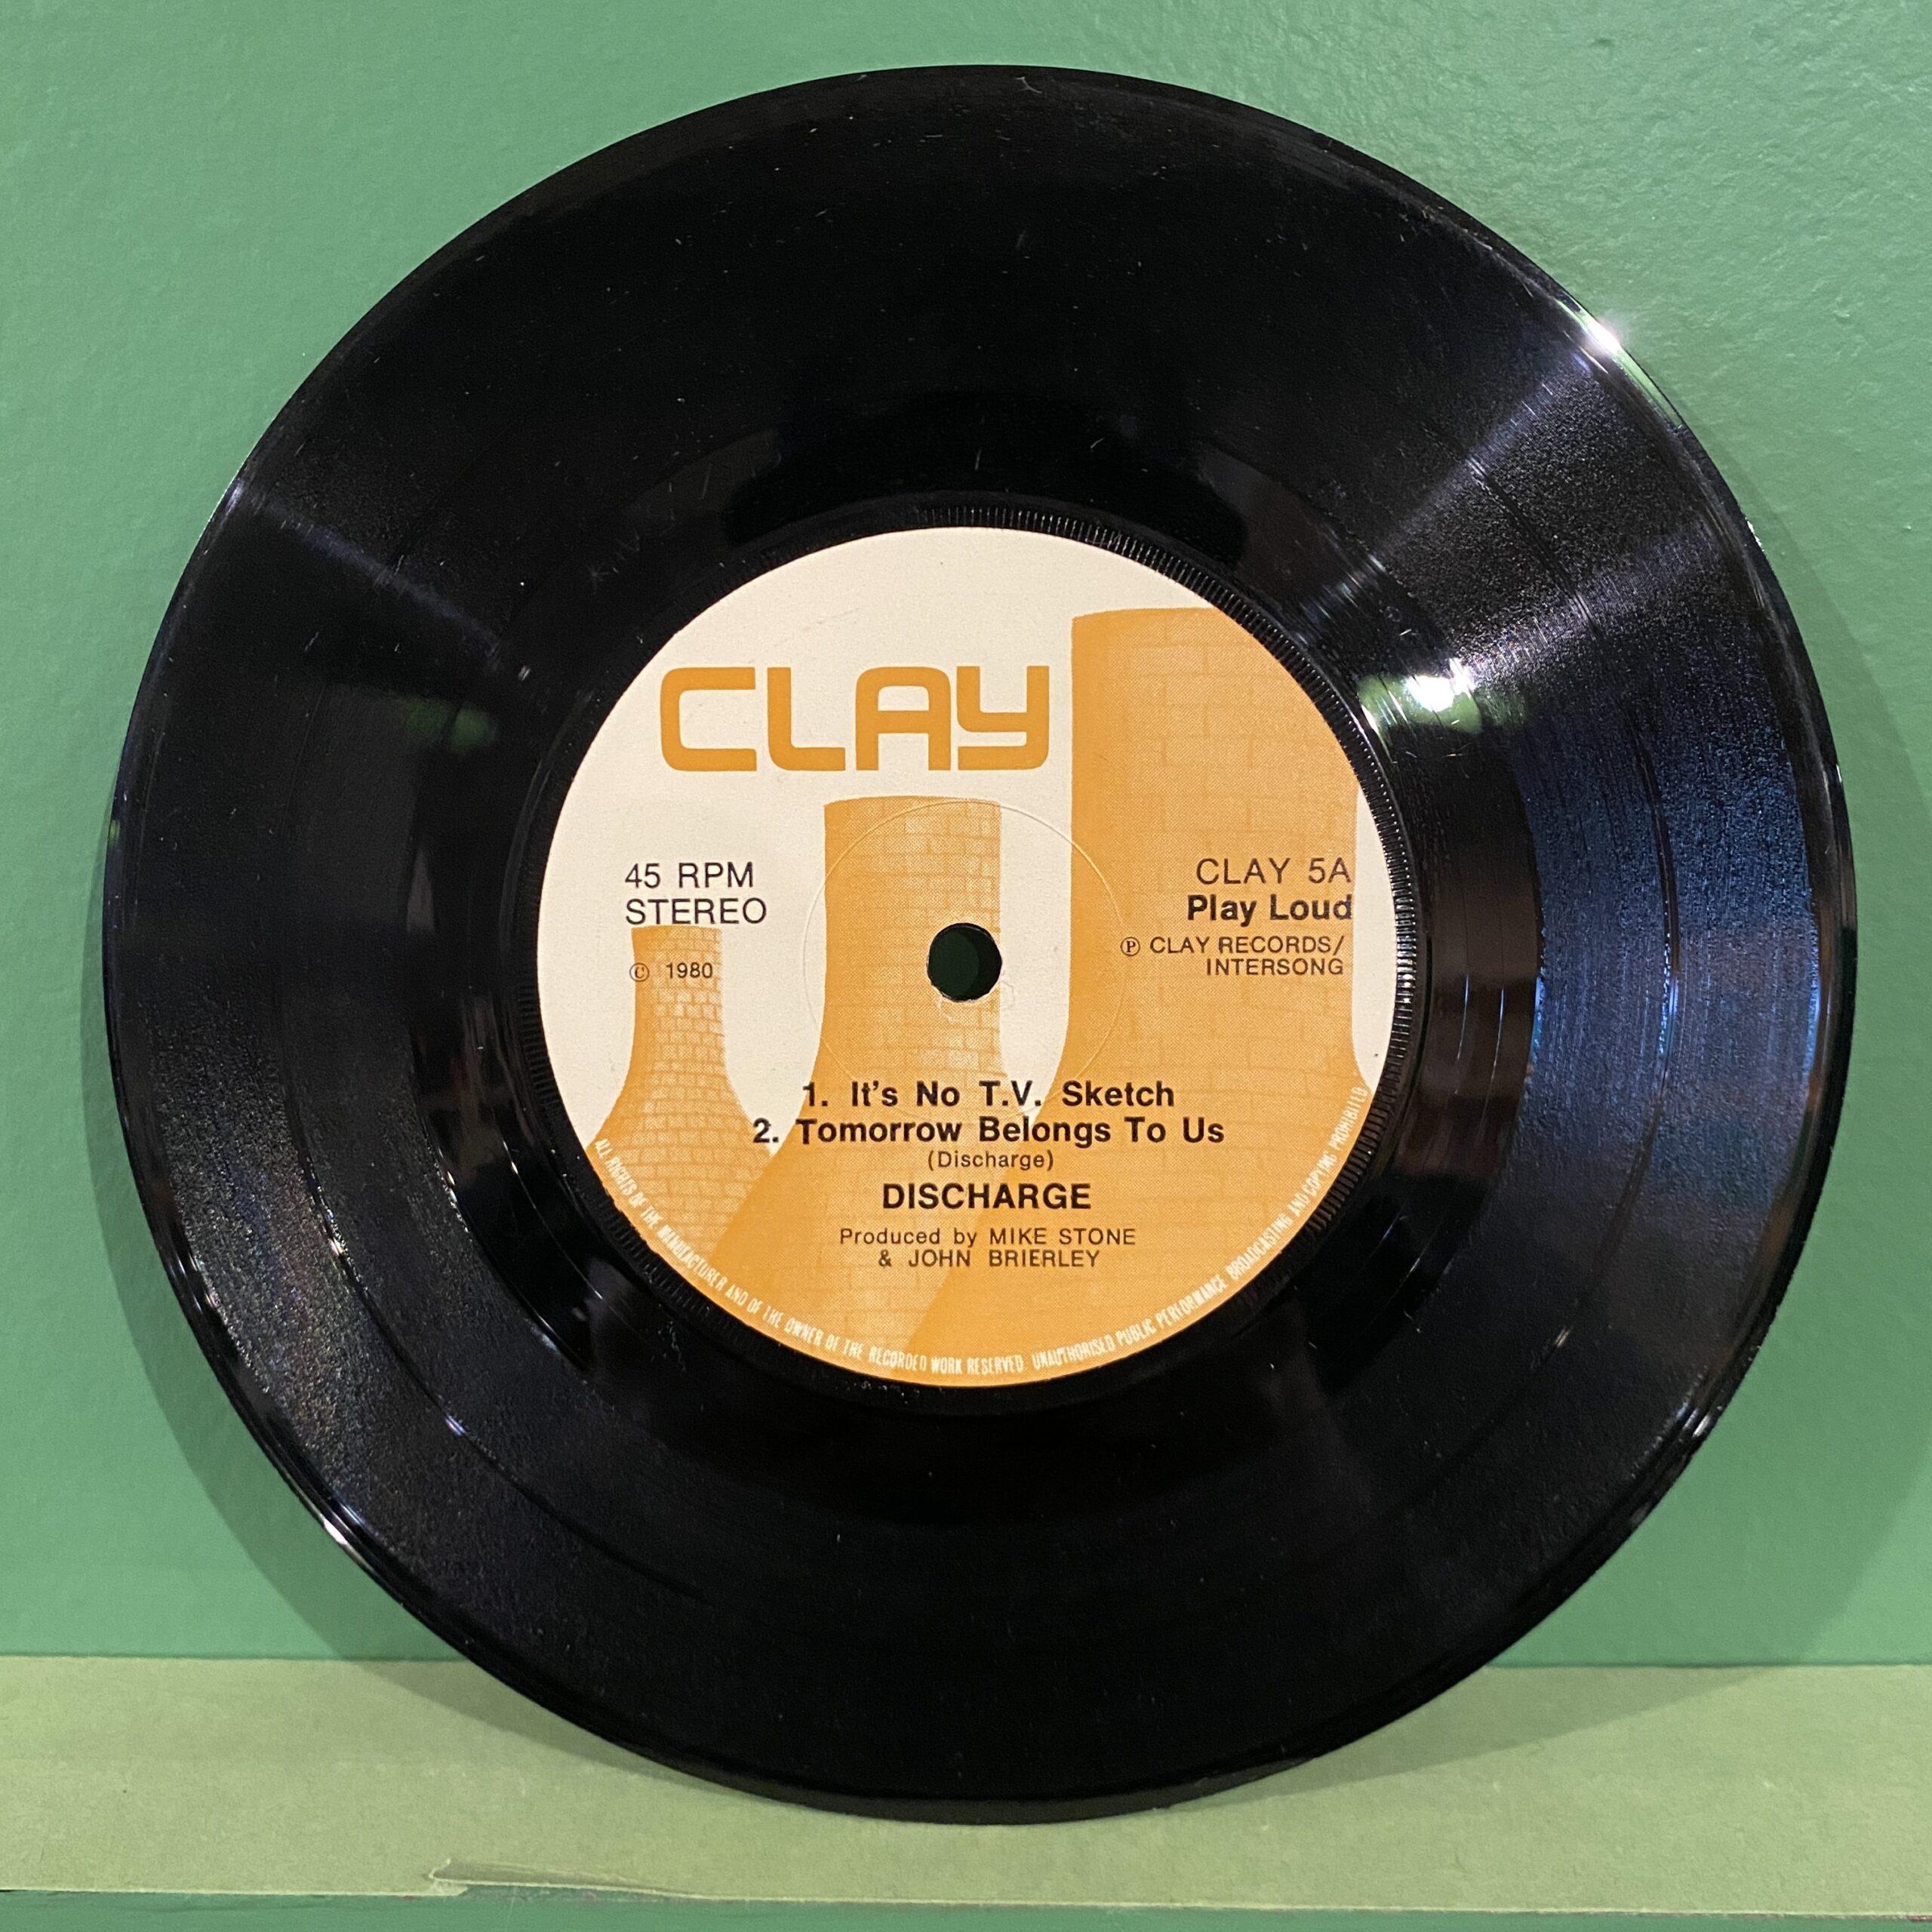 CLAY
45 RPM
STEREO
© 1980
CLAY 5A
Play Loud
℗ CLAY RECORDS/
INTERSONG
1. It's No T.V. Sketch
2. Tomorrow Belongs To Us
(Discharge)
DISCHARGE
Produced by MIKE STONE
& JOHN BRIERLEY
ALL RIGHTS OF THE MANUFACTURER AND OF THE OWNER OF THE RECORDED WORK RESERVED. UNAUTHORISED PUBLIC PERFORMANCE BROADCASTING AND COPYING PROHIBITED